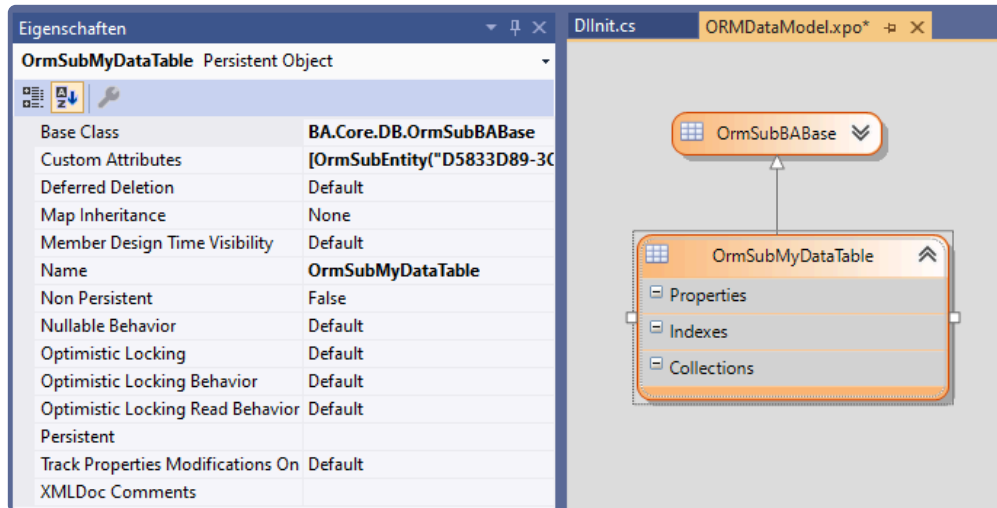 Eigenschaften
OrmSubMyDataTable Persistent Object
Base Class BA.Core.DB.OrmSubBABase
Custom Attributes [OrmSubEntity("D5833D89-3C
Deferred Deletion Default
Map Inheritance None
Member Design Time Visibility Default
Name OrmSubMyDataTable
Non Persistent False
Nullable Behavior Default
Optimistic Locking Default
Optimistic Locking Behavior Default
Optimistic Locking Read Behavior Default
Persistent
Track Properties Modifications On Default
XMLDoc Comments
DllInit.cs
ORMDataModel.xpo*
OrmSubBABase
OrmSubMyDataTable
Properties
Indexes
Collections